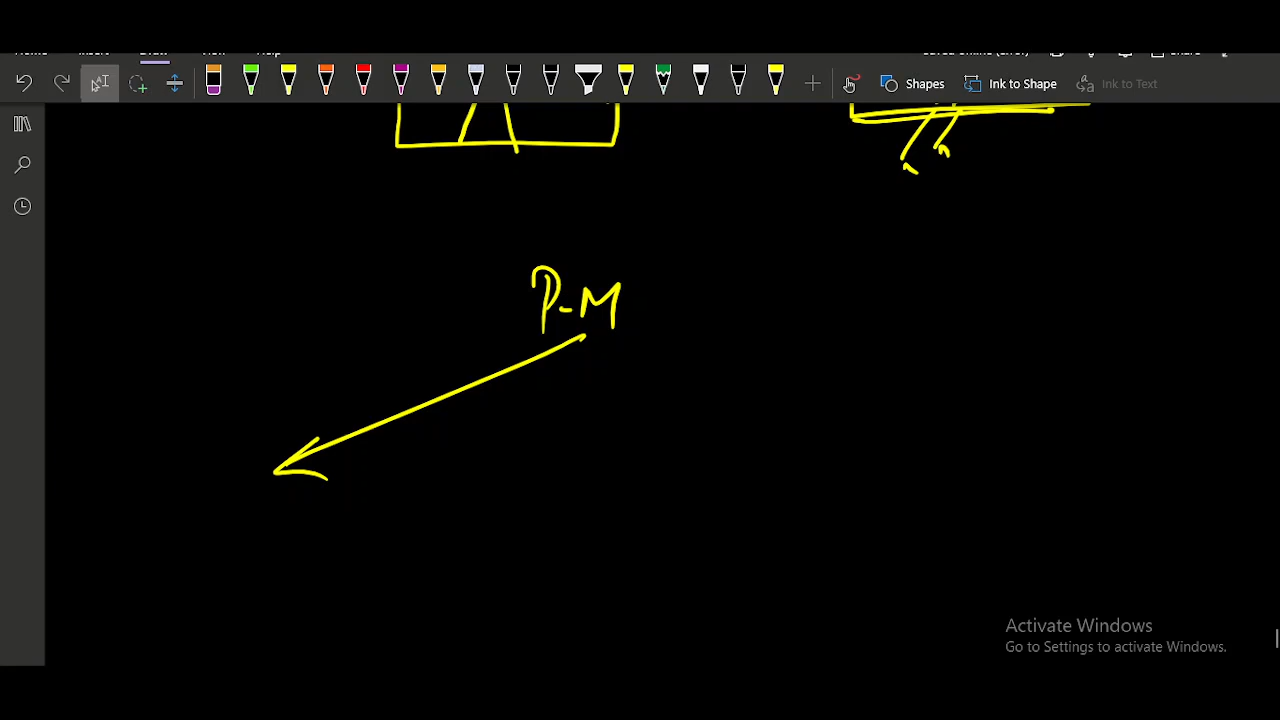 Shapes
Ink to Shape
Ink to Text
P-M
Activate Windows
Go to Settings to activate Windows.